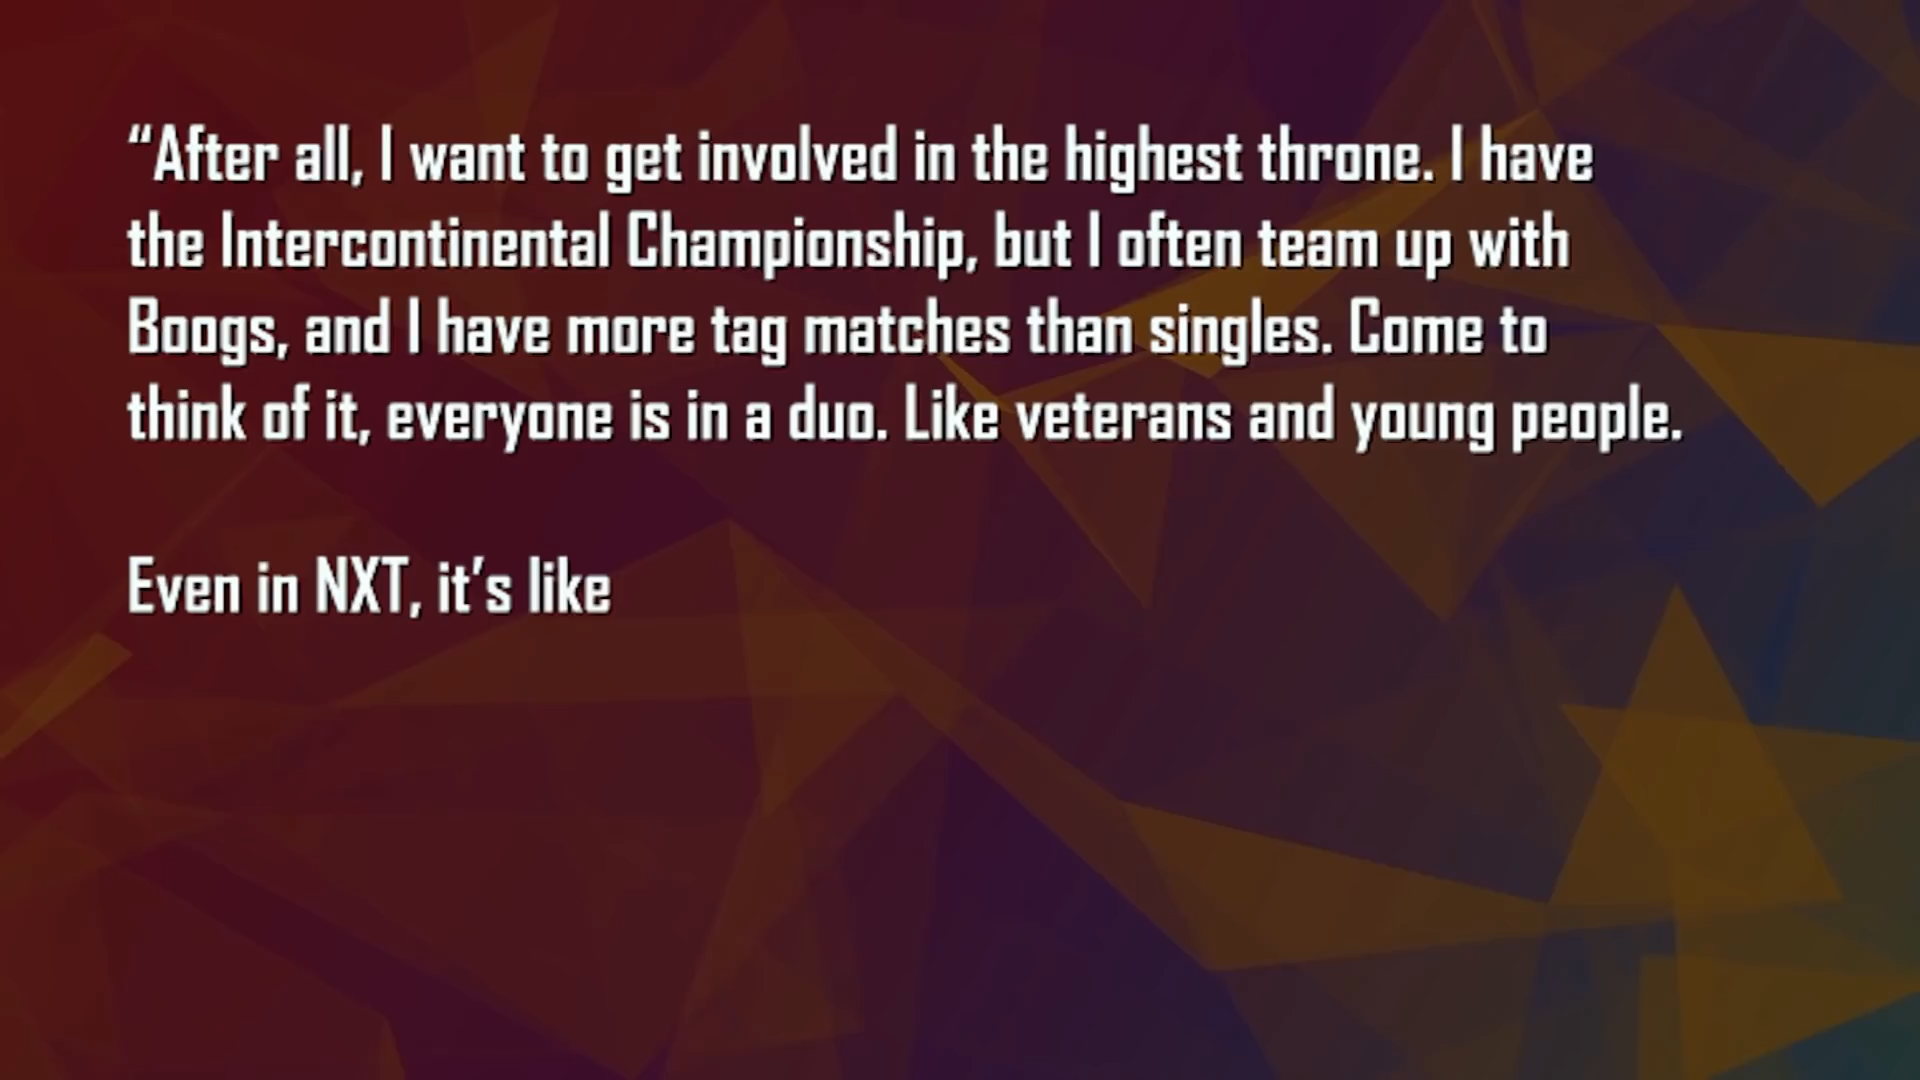 “After all, I want to get involved in the highest throne. I have
the Intercontinental Championship, but I often team up with
Boogs, and I have more tag matches than singles. Come to
think of it, everyone is in a duo. Like veterans and young people.
Even in NXT, it’s like